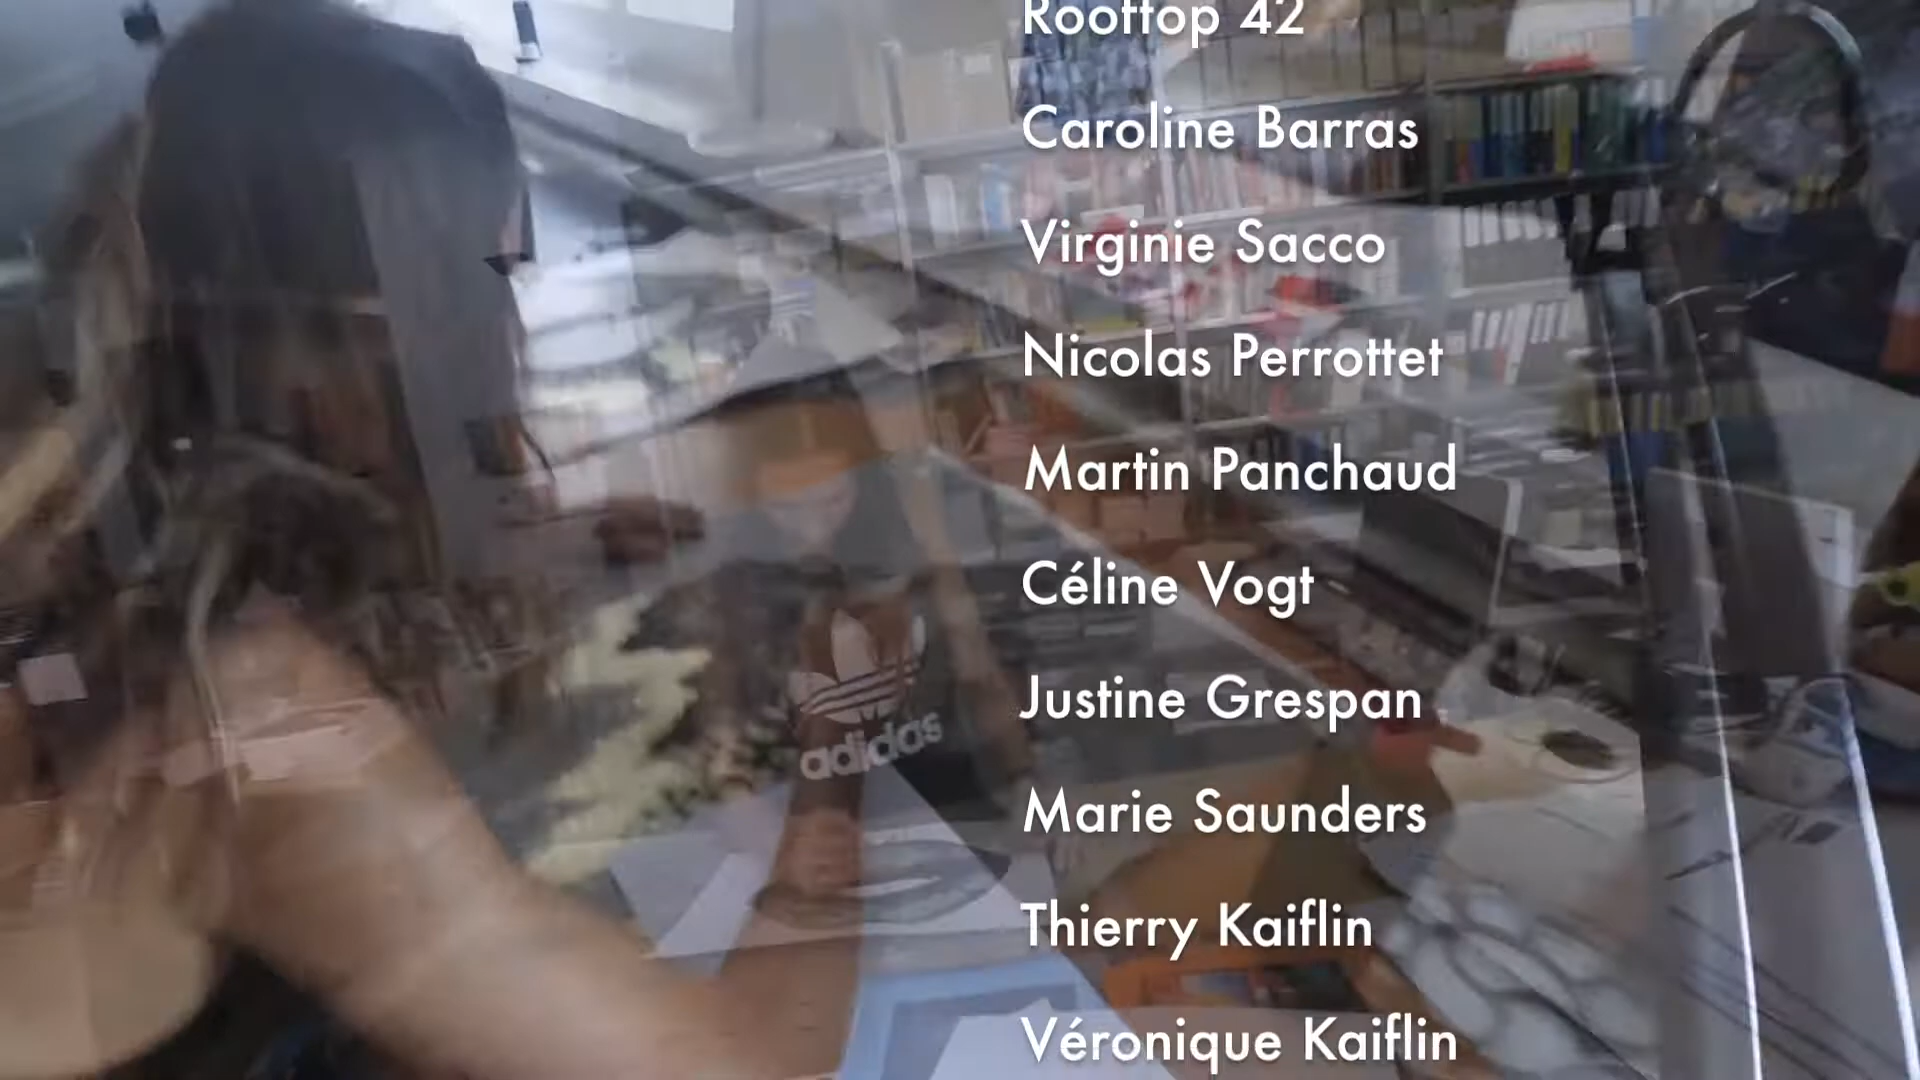 Rooftop 42
Caroline Barras
Virginie Sacco
Nicolas Perrottet
Martin Panchaud
Céline Vogt
Justine Grespan
adidas
Marie Saunders
Thierry Kaiflin
Véronique Kaiflin